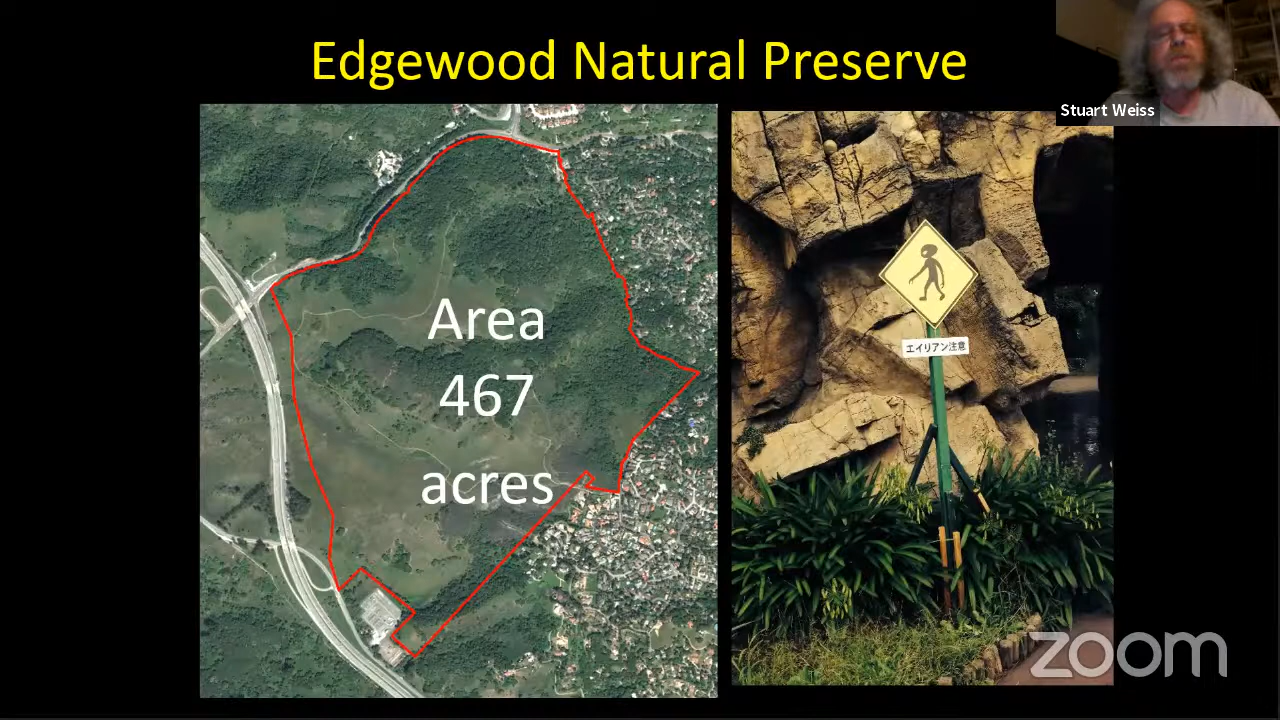 Edgewood Natural Preserve
Stuart Weiss
Area
467
acres
エイリアン注意
zoom